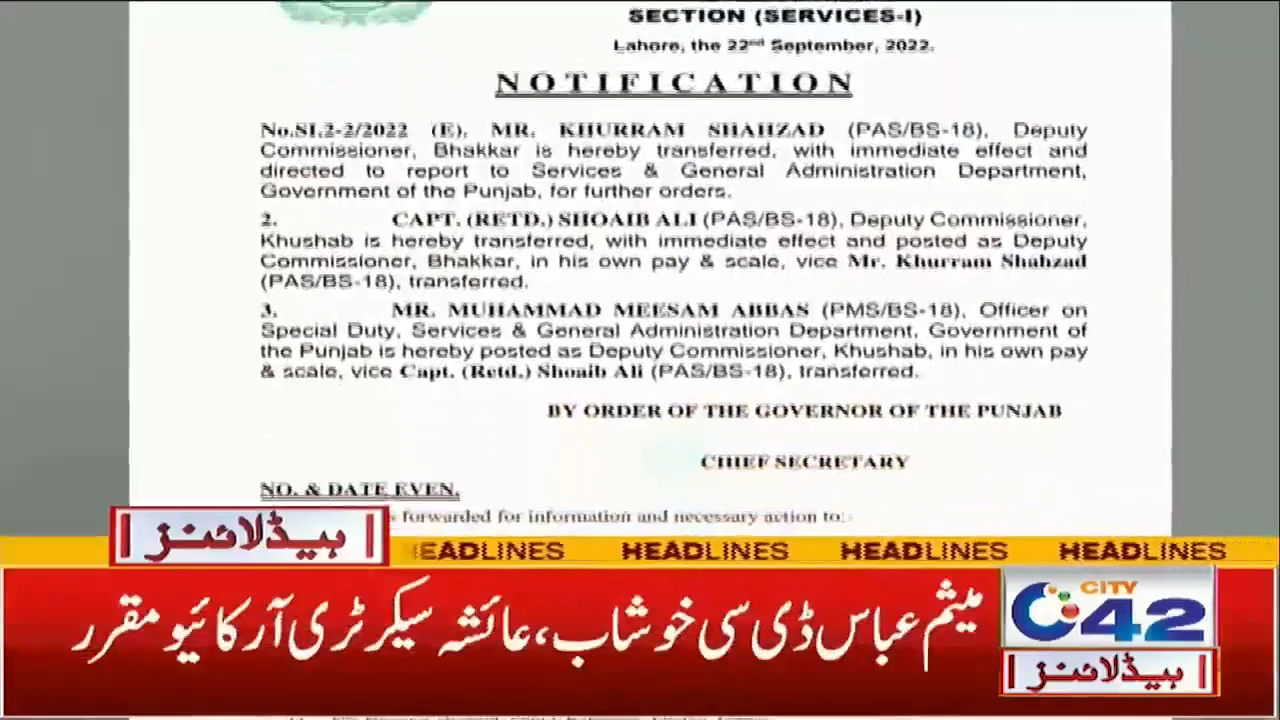 SECTION (SERVICES-I)
Lahore, the 22nd September, 2022.
NOTIFICATION
No.SI.2-2/2022 (E). MR. KHURRAM SHAHZAD (PAS/BS-18), Deputy
Commissioner, Bhakkar is hereby transferred, with immediate effect and
directed to report to Services & General Administration Department,
Government of the Punjab, for further orders.
2. CAPT. (RETD.) SHOAIB ALI (PAS/BS-18), Deputy Commissioner,
Khushab is hereby transferred, with immediate effect and posted as Deputy
Commissioner, Bhakkar, in his own pay & scale, vice Mr. Khurram Shahzad
(PAS/BS-18), transferred.
3. MR. MUHAMMAD MEESAM ABBAS (PMS/BS-18), Officer on
Special Duty, Services & General Administration Department, Government of
the Punjab is hereby posted as Deputy Commissioner, Khushab, in his own pay
& scale, vice Capt. (Retd.) Shoaib Ali (PAS/BS-18), transferred.
BY ORDER OF THE GOVERNOR OF THE PUNJAB
CHIEF SECRETARY
NO. & DATE EVEN.
forwarded for information and necessary action to:-
ہیڈلائنز
EADLINES HEADLINES HEADLINES HEADLINES
میثم عباس ڈی سی خوشاب، عائشہ سیکرٹری آرکائیو مقرر
CITY
42
ہیڈلائنز